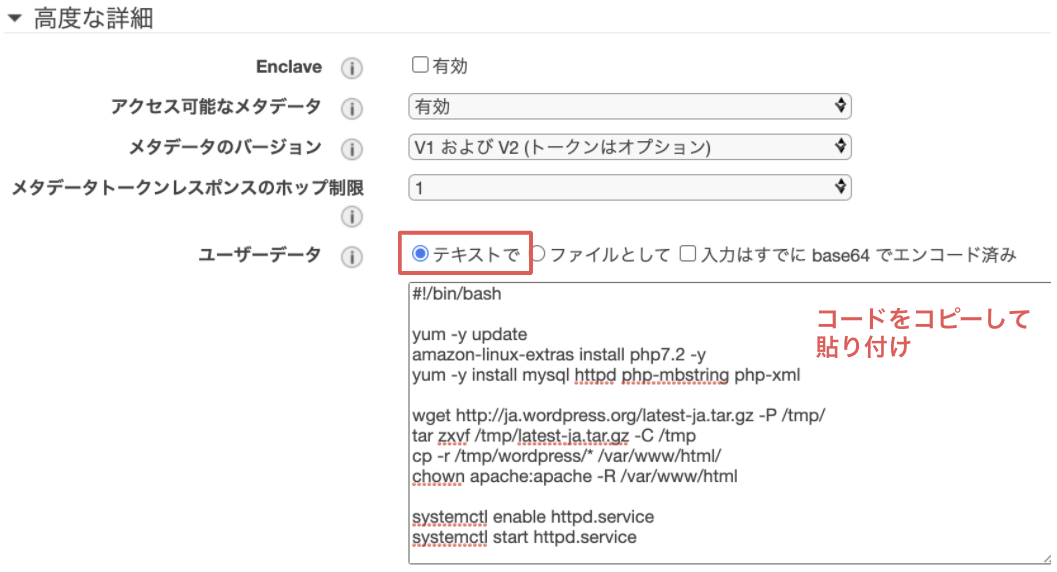 高度な詳細
Enclave 有効
アクセス可能なメタデータ 有効
メタデータのバージョン V1 および V2 (トークンはオプション)
メタデータトークンレスポンスのホップ制限 1
ユーザーデータ テキストで ファイルとして 入力はすでに base64 でエンコード済み
#!/bin/bash
コードをコピーして
貼り付け
yum -y update
amazon-linux-extras install php7.2 -y
yum -y install mysql httpd php-mbstring php-xml
wget http://ja.wordpress.org/latest-ja.tar.gz -P /tmp/
tar zxvf /tmp/latest-ja.tar.gz -C /tmp
cp -r /tmp/wordpress/* /var/www/html/
chown apache:apache -R /var/www/html
systemctl enable httpd.service
systemctl start httpd.service